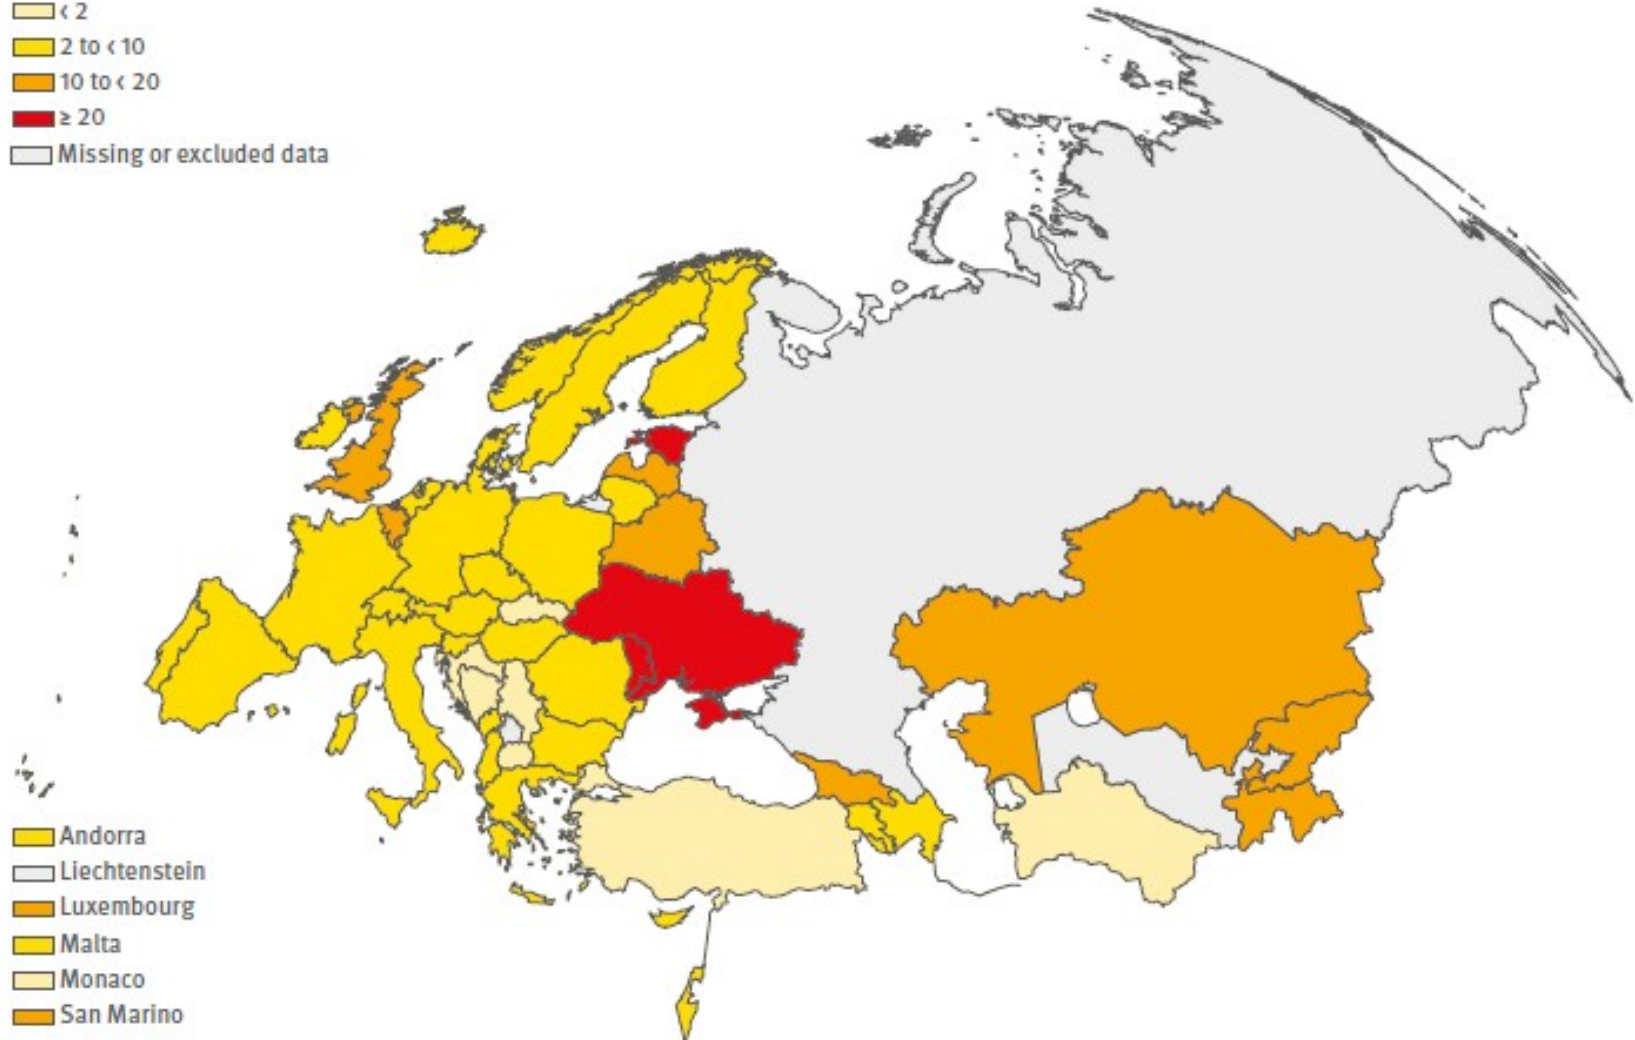 < 2
2 to < 10
10 to < 20
≥ 20
Missing or excluded data
Andorra
Liechtenstein
Luxembourg
Malta
Monaco
San Marino